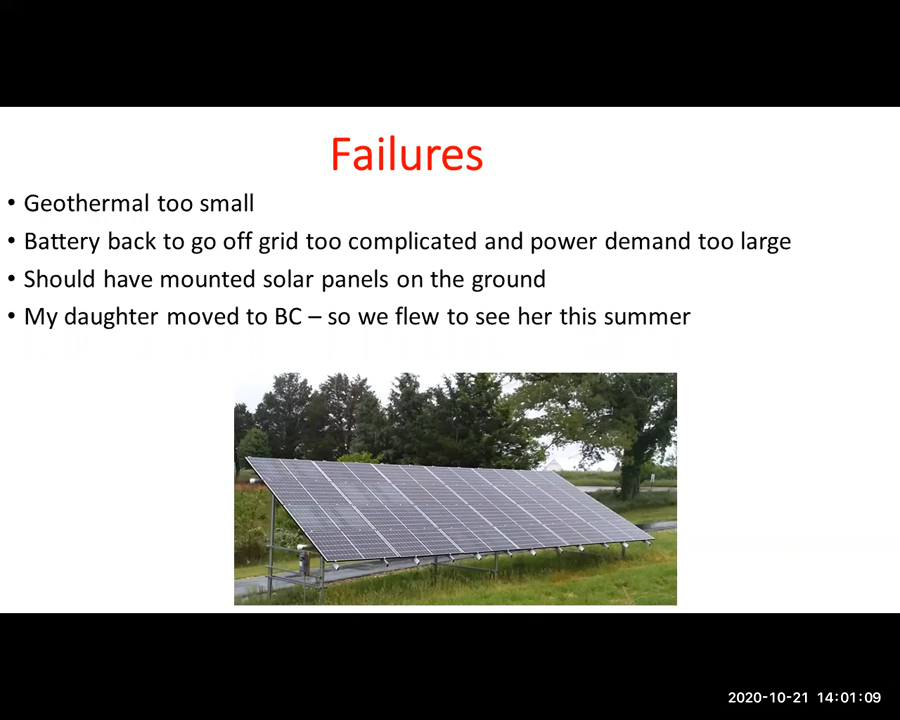 Failures
• Geothermal too small
• Battery back to go off grid too complicated and power demand too large
• Should have mounted solar panels on the ground
• My daughter moved to BC – so we flew to see her this summer
2020-10-21 14:01:09